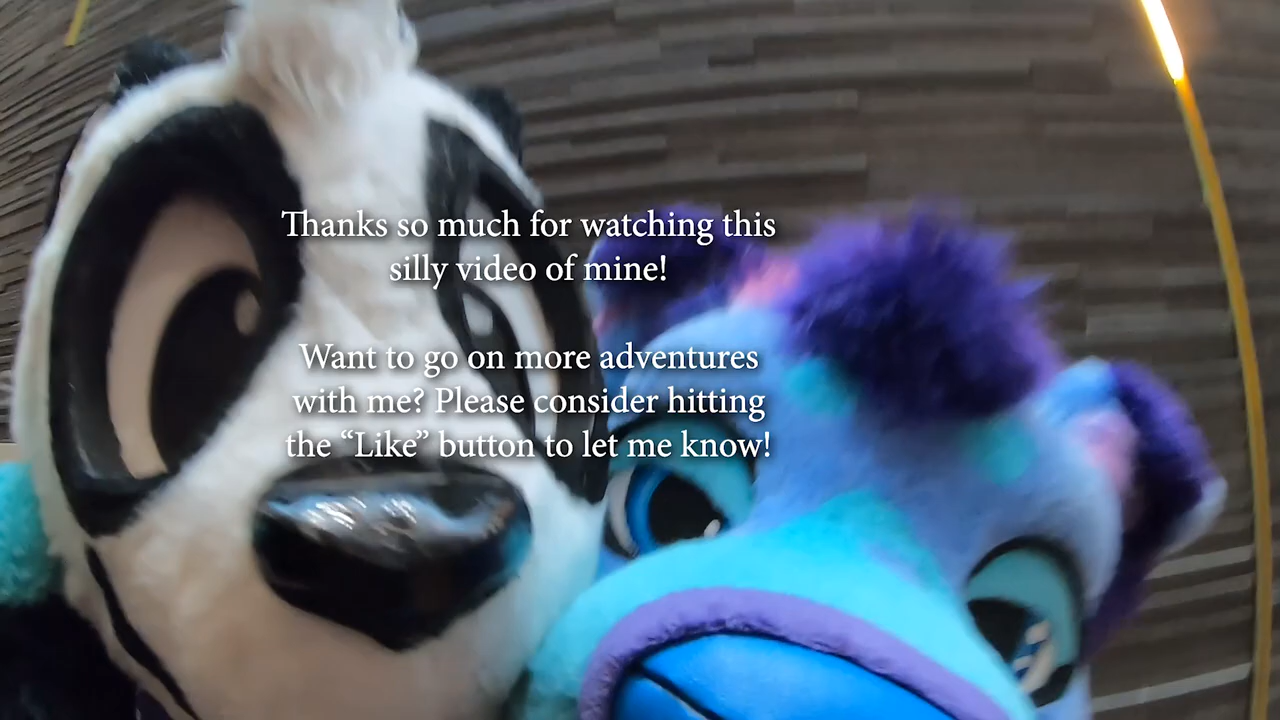 Thanks so much for watching this
silly video of mine!
Want to go on more adventures
with me? Please consider hitting
the “Like” button to let me know!